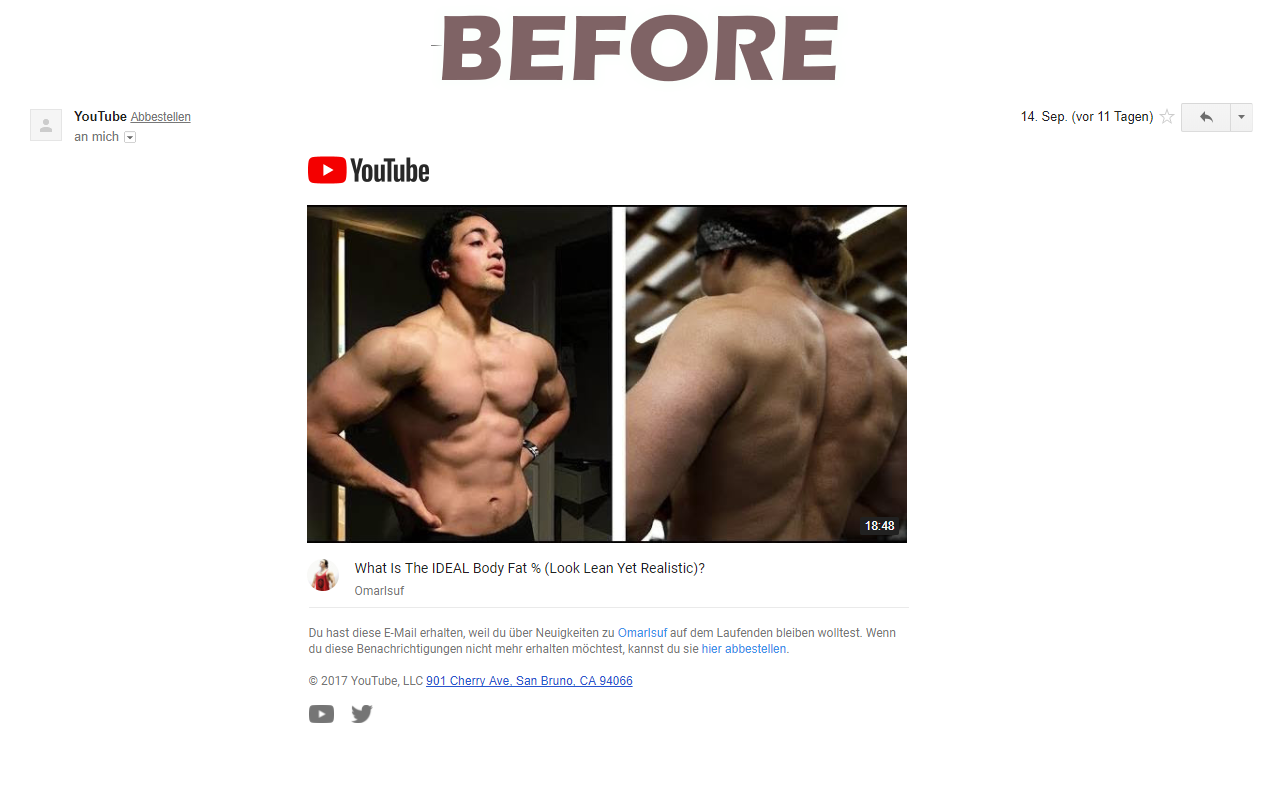 BEFORE
YouTube Abbestellen
an mich
14. Sep. (vor 11 Tagen)
YouTube
18:48
What Is The IDEAL Body Fat % (Look Lean Yet Realistic)?
OmarIsuf
Du hast diese E-Mail erhalten, weil du über Neuigkeiten zu OmarIsuf auf dem Laufenden bleiben wolltest. Wenn
du diese Benachrichtigungen nicht mehr erhalten möchtest, kannst du sie hier abbestellen.
© 2017 YouTube, LLC 901 Cherry Ave, San Bruno, CA 94066